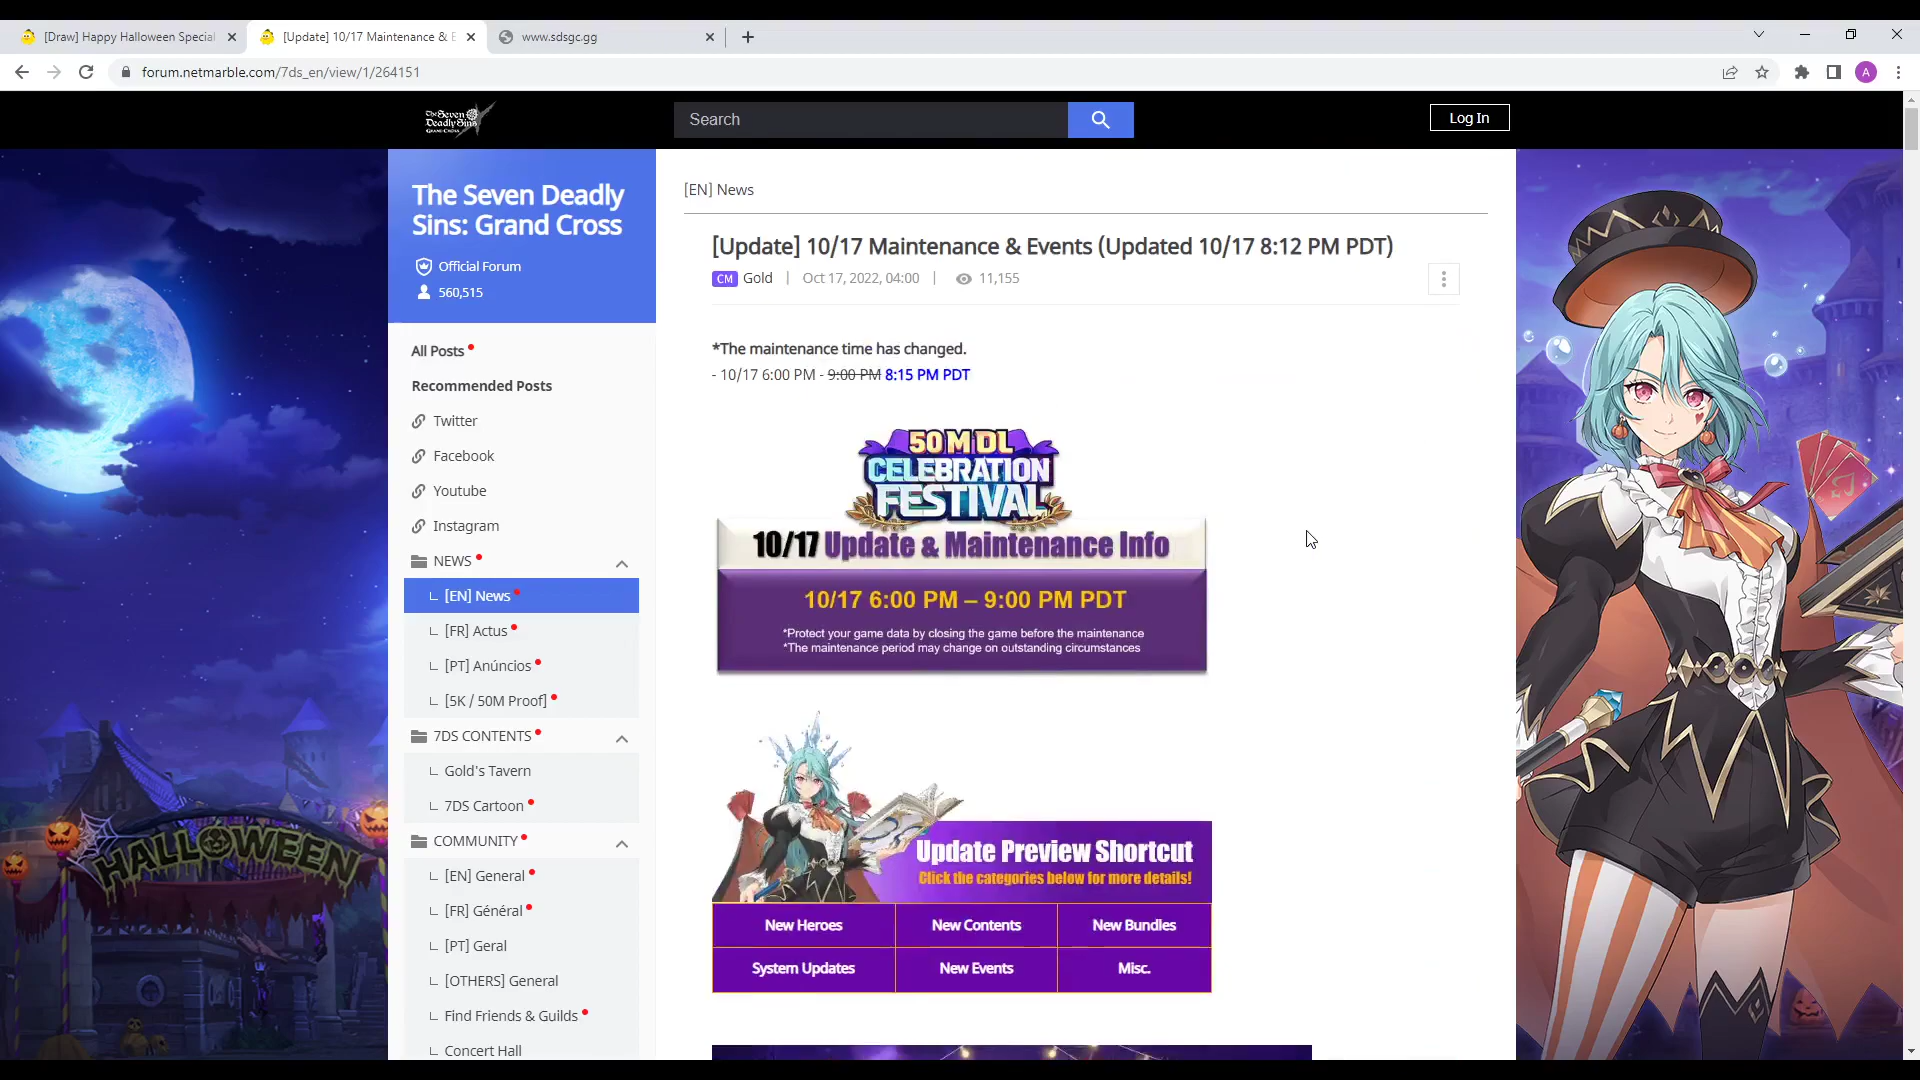 [Draw] Happy Halloween Special
[Update] 10/17 Maintenance & E
www.sdsgc.gg
forum.netmarble.com/7ds_en/view/1/264151
A
The Seven
Deadly Sins
GRAND CROSS
Search
Log In
The Seven Deadly
Sins: Grand Cross
Official Forum
560,515
All Posts
Recommended Posts
Twitter
Facebook
Youtube
Instagram
NEWS
[EN] News
[FR] Actus
[PT] Anúncios
[5K / 50M Proof]
7DS CONTENTS
Gold's Tavern
7DS Cartoon
COMMUNITY
[EN] General
[FR] Général
[PT] Geral
[OTHERS] General
Find Friends & Guilds
Concert Hall
[EN] News
[Update] 10/17 Maintenance & Events (Updated 10/17 8:12 PM PDT)
CM Gold | Oct 17, 2022, 04:00 | 11,155
*The maintenance time has changed.
- 10/17 6:00 PM - 9:00 PM 8:15 PM PDT
50M DL
CELEBRATION
FESTIVAL
10/17 Update & Maintenance Info
10/17 6:00 PM – 9:00 PM PDT
*Protect your game data by closing the game before the maintenance
*The maintenance period may change on outstanding circumstances
Update Preview Shortcut
Click the categories below for more details!
New Heroes New Contents New Bundles
System Updates New Events Misc.
HALLOWEEN